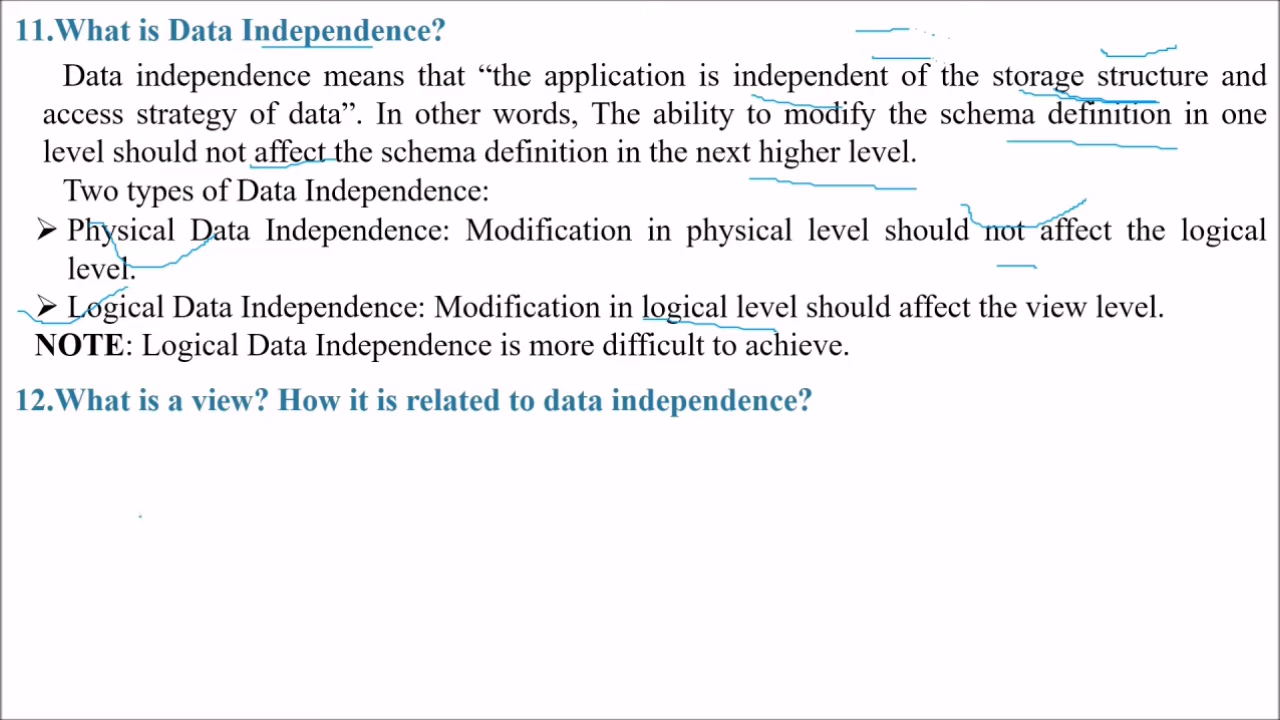 11.What is Data Independence?
Data independence means that “the application is independent of the storage structure and
access strategy of data”. In other words, The ability to modify the schema definition in one
level should not affect the schema definition in the next higher level.
Two types of Data Independence:
➢ Physical Data Independence: Modification in physical level should not affect the logical
level.
➢ Logical Data Independence: Modification in logical level should affect the view level.
NOTE: Logical Data Independence is more difficult to achieve.
12.What is a view? How it is related to data independence?